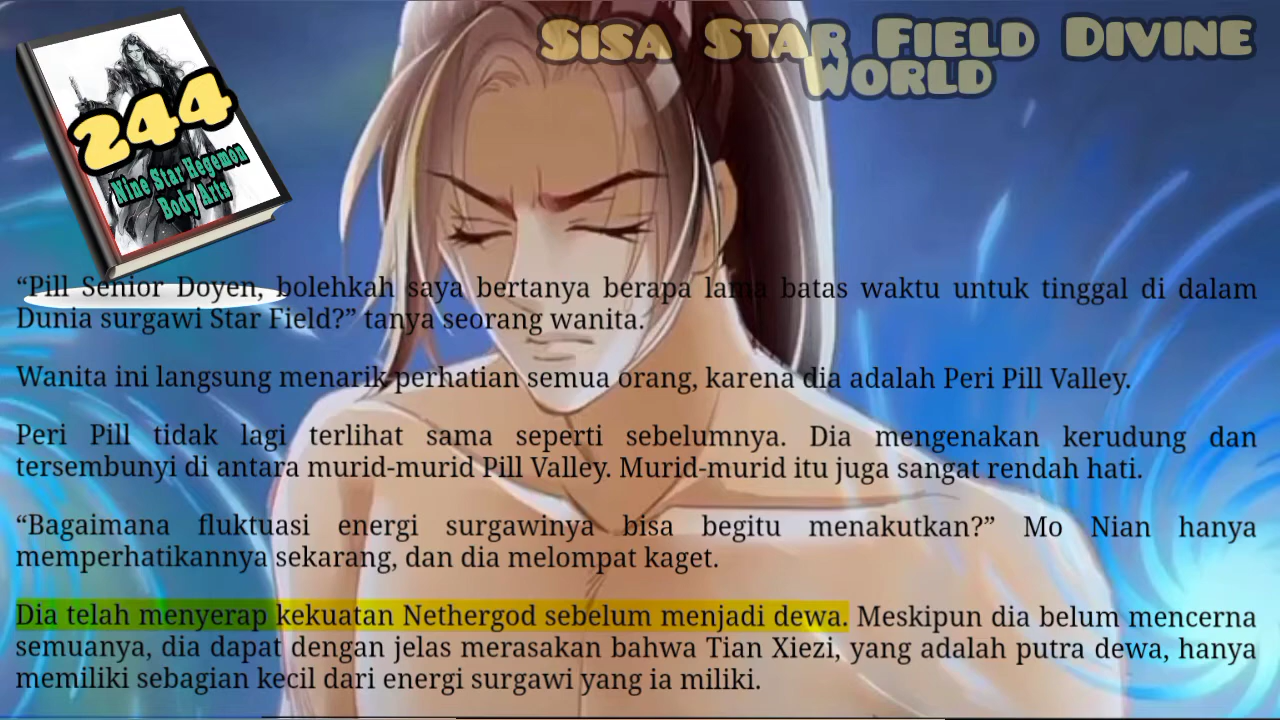 Sisa Star Field Divine
World
244
Nine Star Hegemon
Body Arts
“Pill Senior Doyen, bolehkah saya bertanya berapa lama batas waktu untuk tinggal di dalam
Dunia surgawi Star Field?” tanya seorang wanita.
Wanita ini langsung menarik perhatian semua orang, karena dia adalah Peri Pill Valley.
Peri Pill tidak lagi terlihat sama seperti sebelumnya. Dia mengenakan kerudung dan
tersembunyi di antara murid-murid Pill Valley. Murid-murid itu juga sangat rendah hati.
“Bagaimana fluktuasi energi surgawinya bisa begitu menakutkan?” Mo Nian hanya
memperhatikannya sekarang, dan dia melompat kaget.
Dia telah menyerap kekuatan Nethergod sebelum menjadi dewa. Meskipun dia belum mencerna
semuanya, dia dapat dengan jelas merasakan bahwa Tian Xiezi, yang adalah putra dewa, hanya
memiliki sebagian kecil dari energi surgawi yang ia miliki.